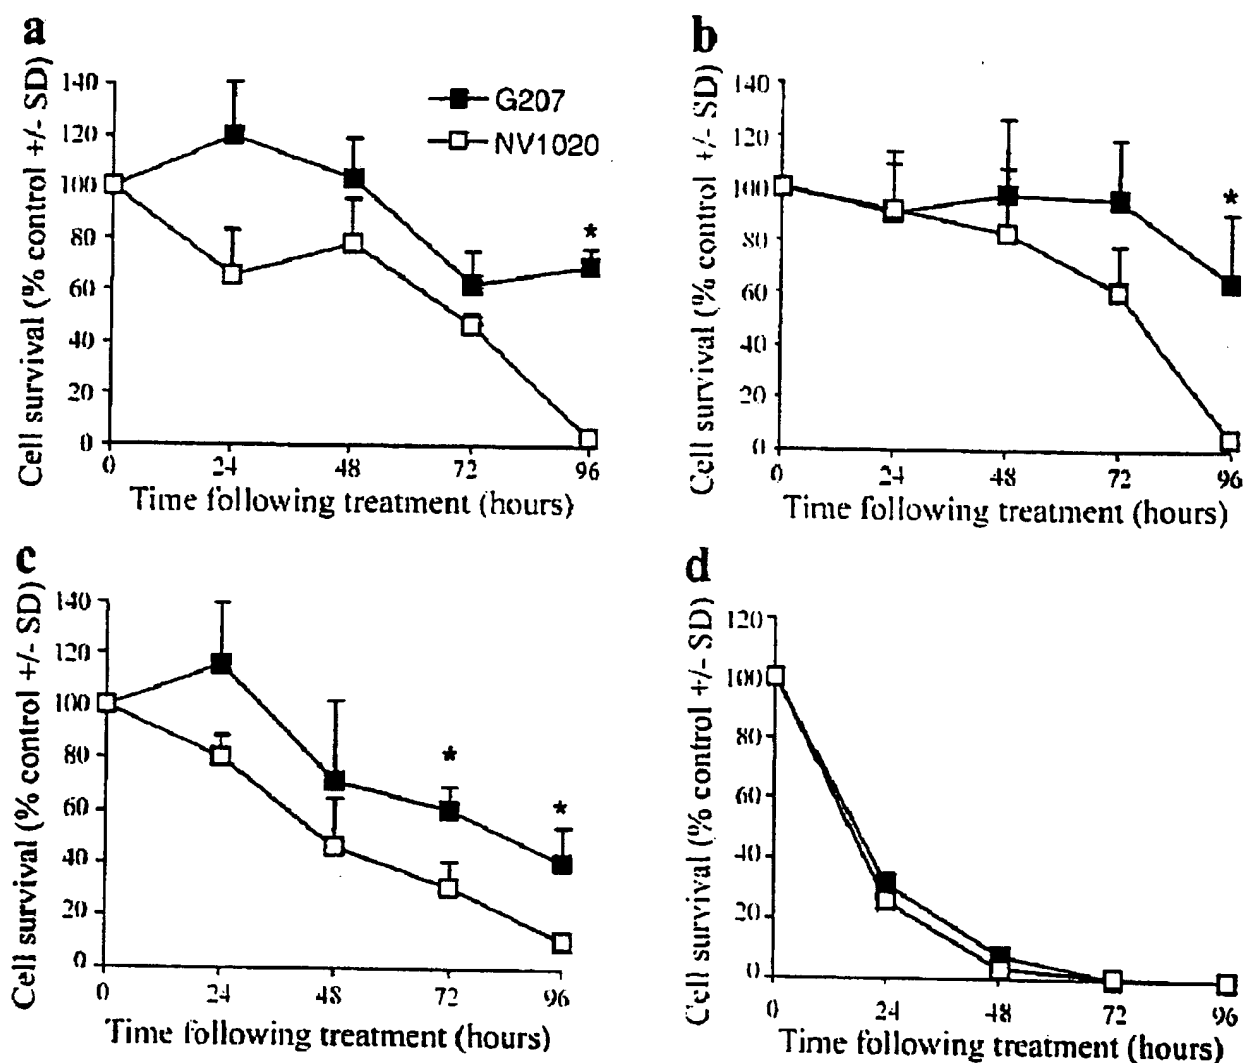 a
Cell survival (% control +/- SD)
140
120
100
80
60
40
20
0
G207
NV1020
*
0 24 48 72 96
Time following treatment (hours)
b
Cell survival (% control +/- SD)
140
120
100
80
60
40
20
0
*
0 24 48 72 96
Time following treatment (hours)
c
Cell survival (% control +/- SD)
140
120
100
80
60
40
20
0
* *
0 24 48 72 96
Time following treatment (hours)
d
Cell survival (% control +/- SD)
120
100
80
60
40
20
0
0 24 48 72 96
Time following treatment (hours)